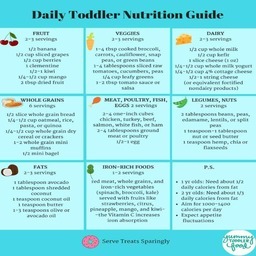 Daily Toddler Nutrition Guide
FRUIT
2-3 servings
1/2 banana
1/2 cup sliced grapes
1/2 cup berries
1 clementine
1/2-1 kiwi
1/4-1/2 cup mango
2 tbsp dried fruit
VEGGIES
2-3 servings
1-4 tbsp cooked broccoli,
carrots, cauliflower, snap
peas, or green beans
1-4 tablespoons sliced raw
tomatoes, cucumbers, peas
1/4 cup leafy greens
1-2 tbsp tomato sauce or
salsa
DAIRY
2-3 servings
1/2 cup whole milk
1/2 cup kefir
1 slice cheese (1 oz)
1/4-1/2 cup whole milk yogurt
1/4-1/2 cup 4% cottage cheese
1/2-1 string cheese
(or equivalent fortified
nondairy products)
WHOLE GRAINS
6 servings
1/2 slice whole grain bread
1/4-1/2 cup oatmeal, rice,
pasta, or quinoa
1/4-1/2 cup whole grain dry
cereal or crackers
1-2 whole grain mini
muffins
1/2 mini bagel
MEAT, POULTRY, FISH,
EGGS 2 servings
2-4 one-inch cubes
chicken, turkey, beef,
salmon, white fish, or ham
2-4 tablespoons ground
meat or poultry
1/2-1 egg
LEGUMES, NUTS
2 servings
2 tablespoons beans, peas,
edamame, lentils, or split
peas
1 teaspoon-1 tablespoon
nut or seed butter
1 teaspoon hemp, chia or
flaxseeds
FATS
2-3 servings
1 tablespoon avocado
1 tablespoon shredded
coconut
1 teaspoon coconut oil
1 teaspoon butter
1-3 teaspoons olive or
avocado oil
IRON-RICH FOODS
1-2 servings
red meat, whole grains, and
iron-rich vegetables
(spinach, broccoli, kale)
served with fruits like
strawberries, citrus,
pineapple, mango, and kiwi-
-the Vitamin C increases
iron absorption
P.S.
1 yr olds: Need about 1/2
daily calories from fat
2 yr olds: Need about 1/3
daily calories from fat
Aim for 1000-1400
calories per day
Expect appetite
fluctuations
Serve Treats Sparingly
toddler
food